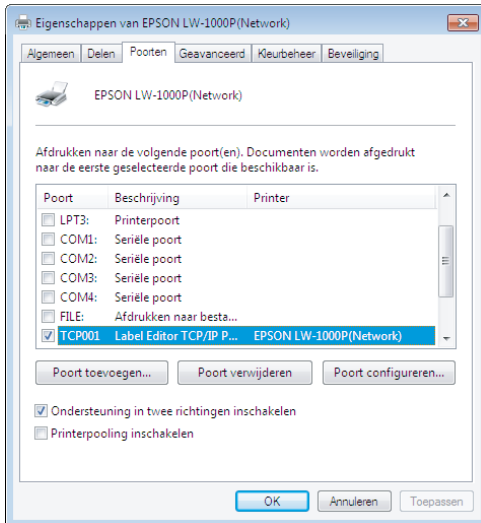 Eigenschappen van EPSON LW-1000P(Network)
Algemeen Delen Poorten Geavanceerd Kleurbeheer Beveiliging
EPSON LW-1000P(Network)
Afdrukken naar de volgende poort(en). Documenten worden afgedrukt
naar de eerste geselecteerde poort die beschikbaar is.
Poort Beschrijving Printer
LPT3: Printerpoort
COM1: Seriële poort
COM2: Seriële poort
COM3: Seriële poort
COM4: Seriële poort
FILE: Afdrukken naar besta...
TCP001 Label Editor TCP/IP P... EPSON LW-1000P(Network)
Poort toevoegen... Poort verwijderen Poort configureren...
Ondersteuning in twee richtingen inschakelen
Printerpooling inschakelen
OK Annuleren Toepassen